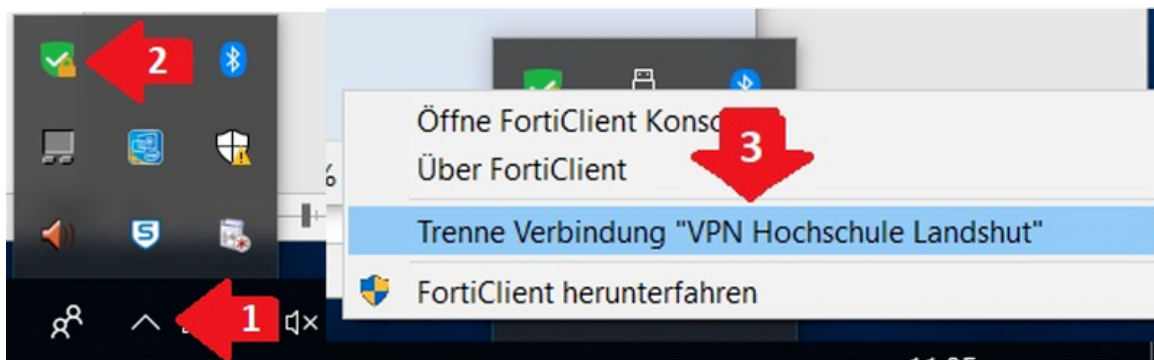 2
1
Öffne FortiClient
3
Über FortiClient
Trenne Verbindung "VPN Hochschule Landshut"
FortiClient herunterfahren
%